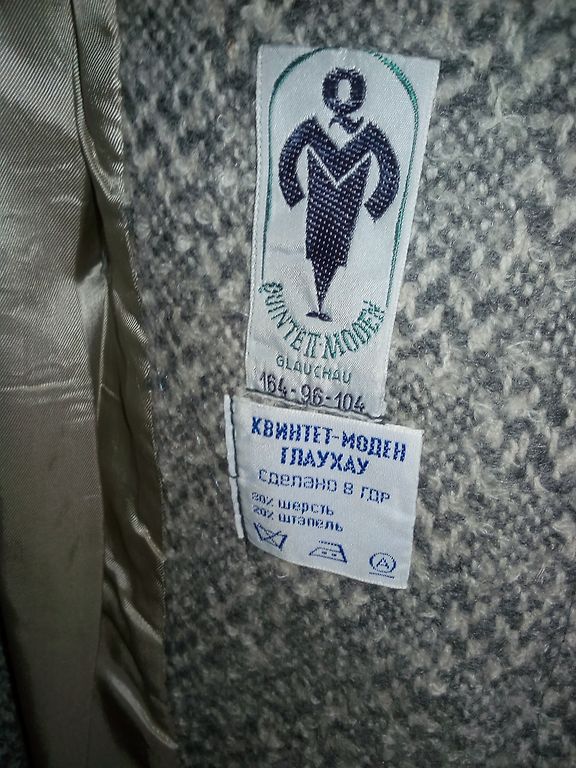 Q
QUINTETT-MODEN
GLAUCHAU
164-96-104
КВИНТЕТ-МОДЕН
ГЛАУХАУ
СДЕЛАНО В ГДР
80% ШЕРСТЬ
20% ШТАПЕЛЬ
A